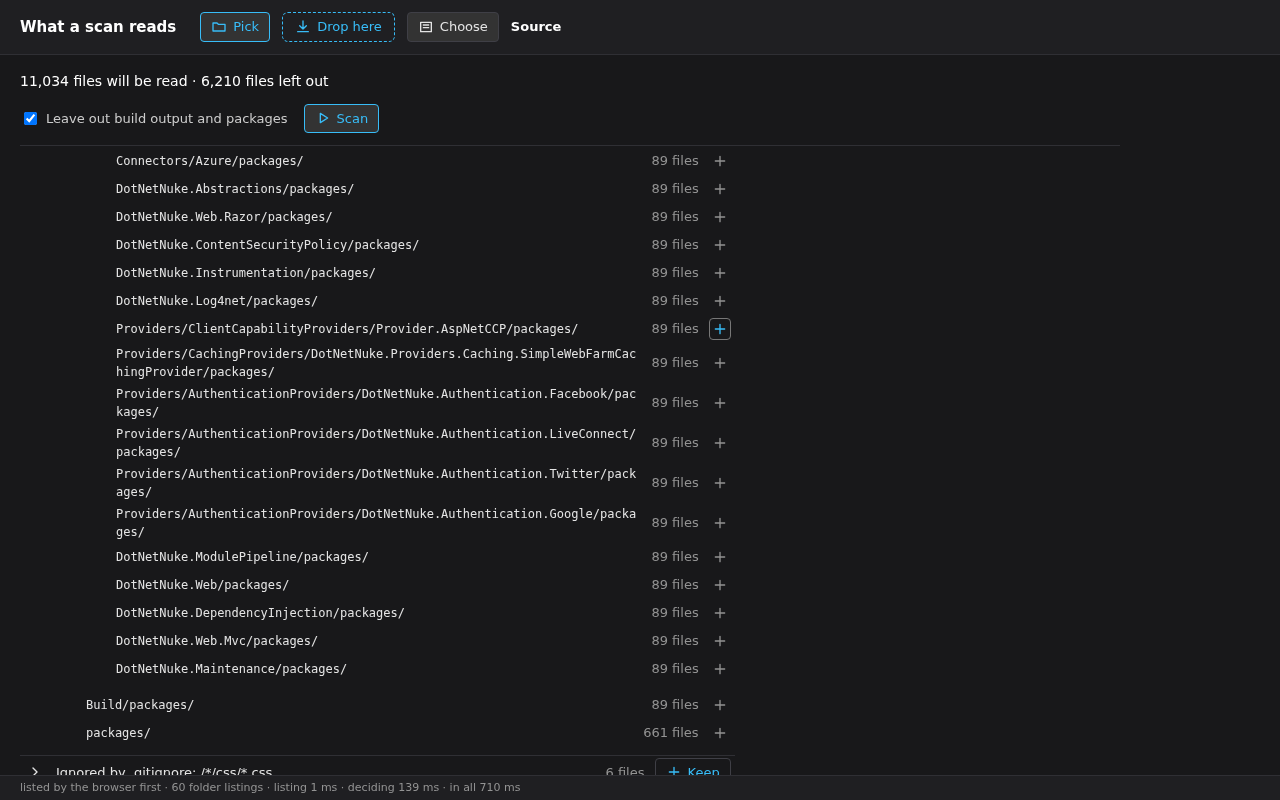 What a scan reads Pick Drop here Choose Source
11,034 files will be read · 6,210 files left out
Leave out build output and packages Scan
Connectors/Azure/packages/ 89 files
DotNetNuke.Abstractions/packages/ 89 files
DotNetNuke.Web.Razor/packages/ 89 files
DotNetNuke.ContentSecurityPolicy/packages/ 89 files
DotNetNuke.Instrumentation/packages/ 89 files
DotNetNuke.Log4net/packages/ 89 files
Providers/ClientCapabilityProviders/Provider.AspNetCCP/packages/ 89 files
Providers/CachingProviders/DotNetNuke.Providers.Caching.SimpleWebFarmCac
hingProvider/packages/ 89 files
Providers/AuthenticationProviders/DotNetNuke.Authentication.Facebook/pac
kages/ 89 files
Providers/AuthenticationProviders/DotNetNuke.Authentication.LiveConnect/
packages/ 89 files
Providers/AuthenticationProviders/DotNetNuke.Authentication.Twitter/pack
ages/ 89 files
Providers/AuthenticationProviders/DotNetNuke.Authentication.Google/packa
ges/ 89 files
DotNetNuke.ModulePipeline/packages/ 89 files
DotNetNuke.Web/packages/ 89 files
DotNetNuke.DependencyInjection/packages/ 89 files
DotNetNuke.Web.Mvc/packages/ 89 files
DotNetNuke.Maintenance/packages/ 89 files
Build/packages/ 89 files
packages/ 661 files
Ignored by .gitignore: /*/css/*.css 6 files Keep
listed by the browser first · 60 folder listings · listing 1 ms · deciding 139 ms · in all 710 ms